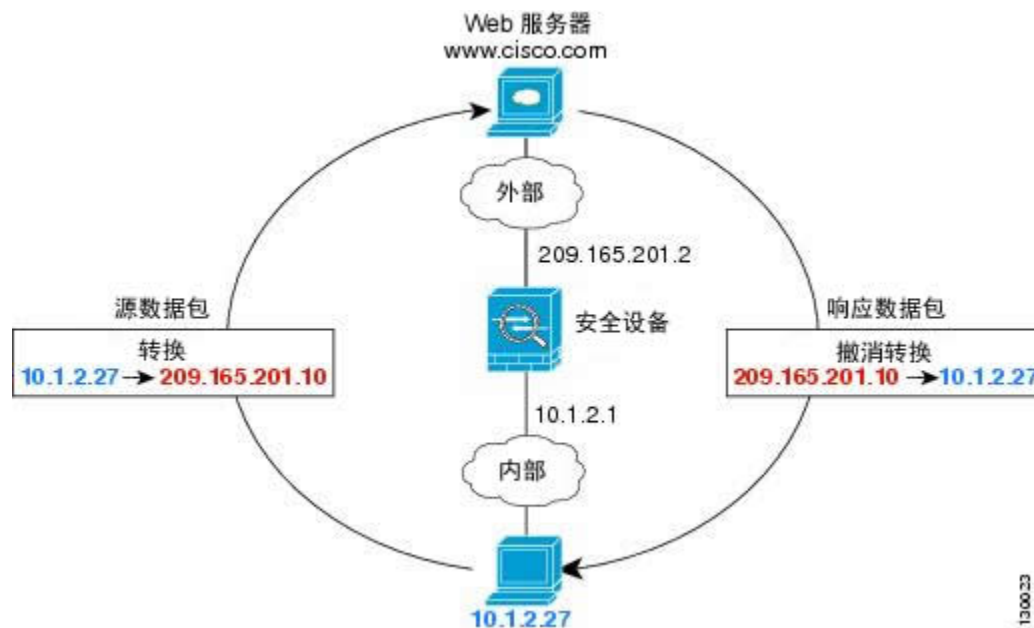 Web 服务器
www.cisco.com
外部
209.165.201.2
源数据包
转换
10.1.2.27 → 209.165.201.10
安全设备
响应数据包
撤消转换
209.165.201.10 → 10.1.2.27
10.1.2.1
内部
10.1.2.27
130023